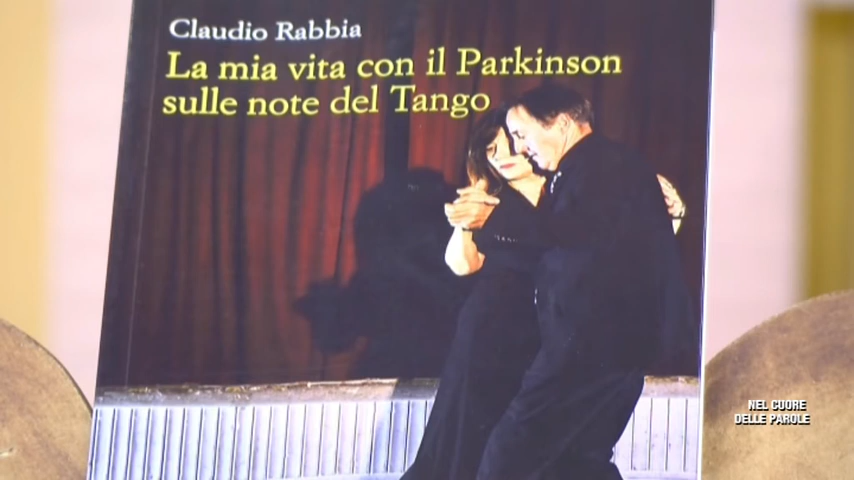 Claudio Rabbia
La mia vita con il Parkinson
sulle note del Tango
NEL CUORE
DELLE PAROLE